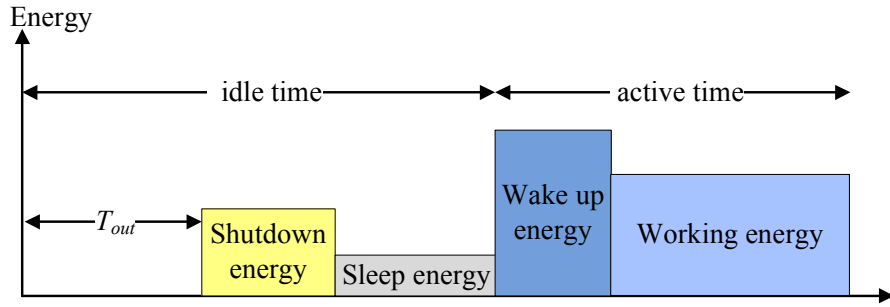 Energy
idle time
active time
T_out
Shutdown
energy
Sleep energy
Wake up
energy
Working energy